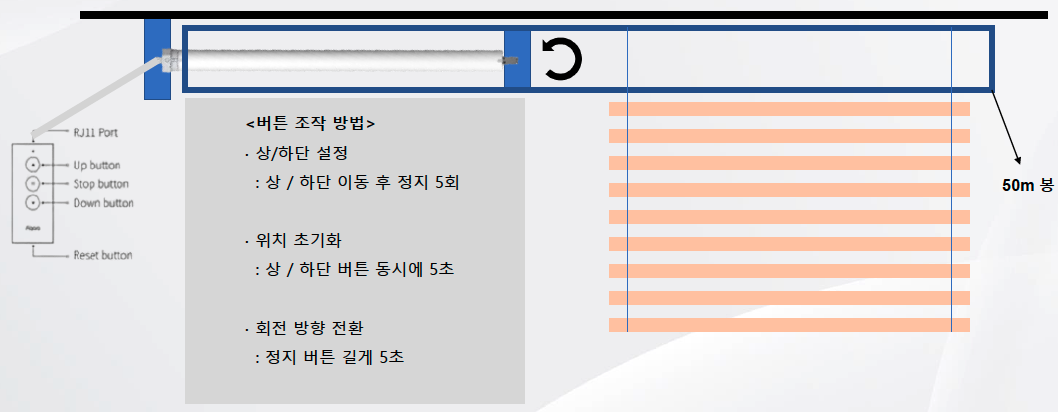 <버튼 조작 방법>
· 상/하단 설정
: 상 / 하단 이동 후 정지 5회
· 위치 초기화
: 상 / 하단 버튼 동시에 5초
· 회전 방향 전환
: 정지 버튼 길게 5초
RJ11 Port
Up button
Stop button
Down button
Aqara
Reset button
50m 봉